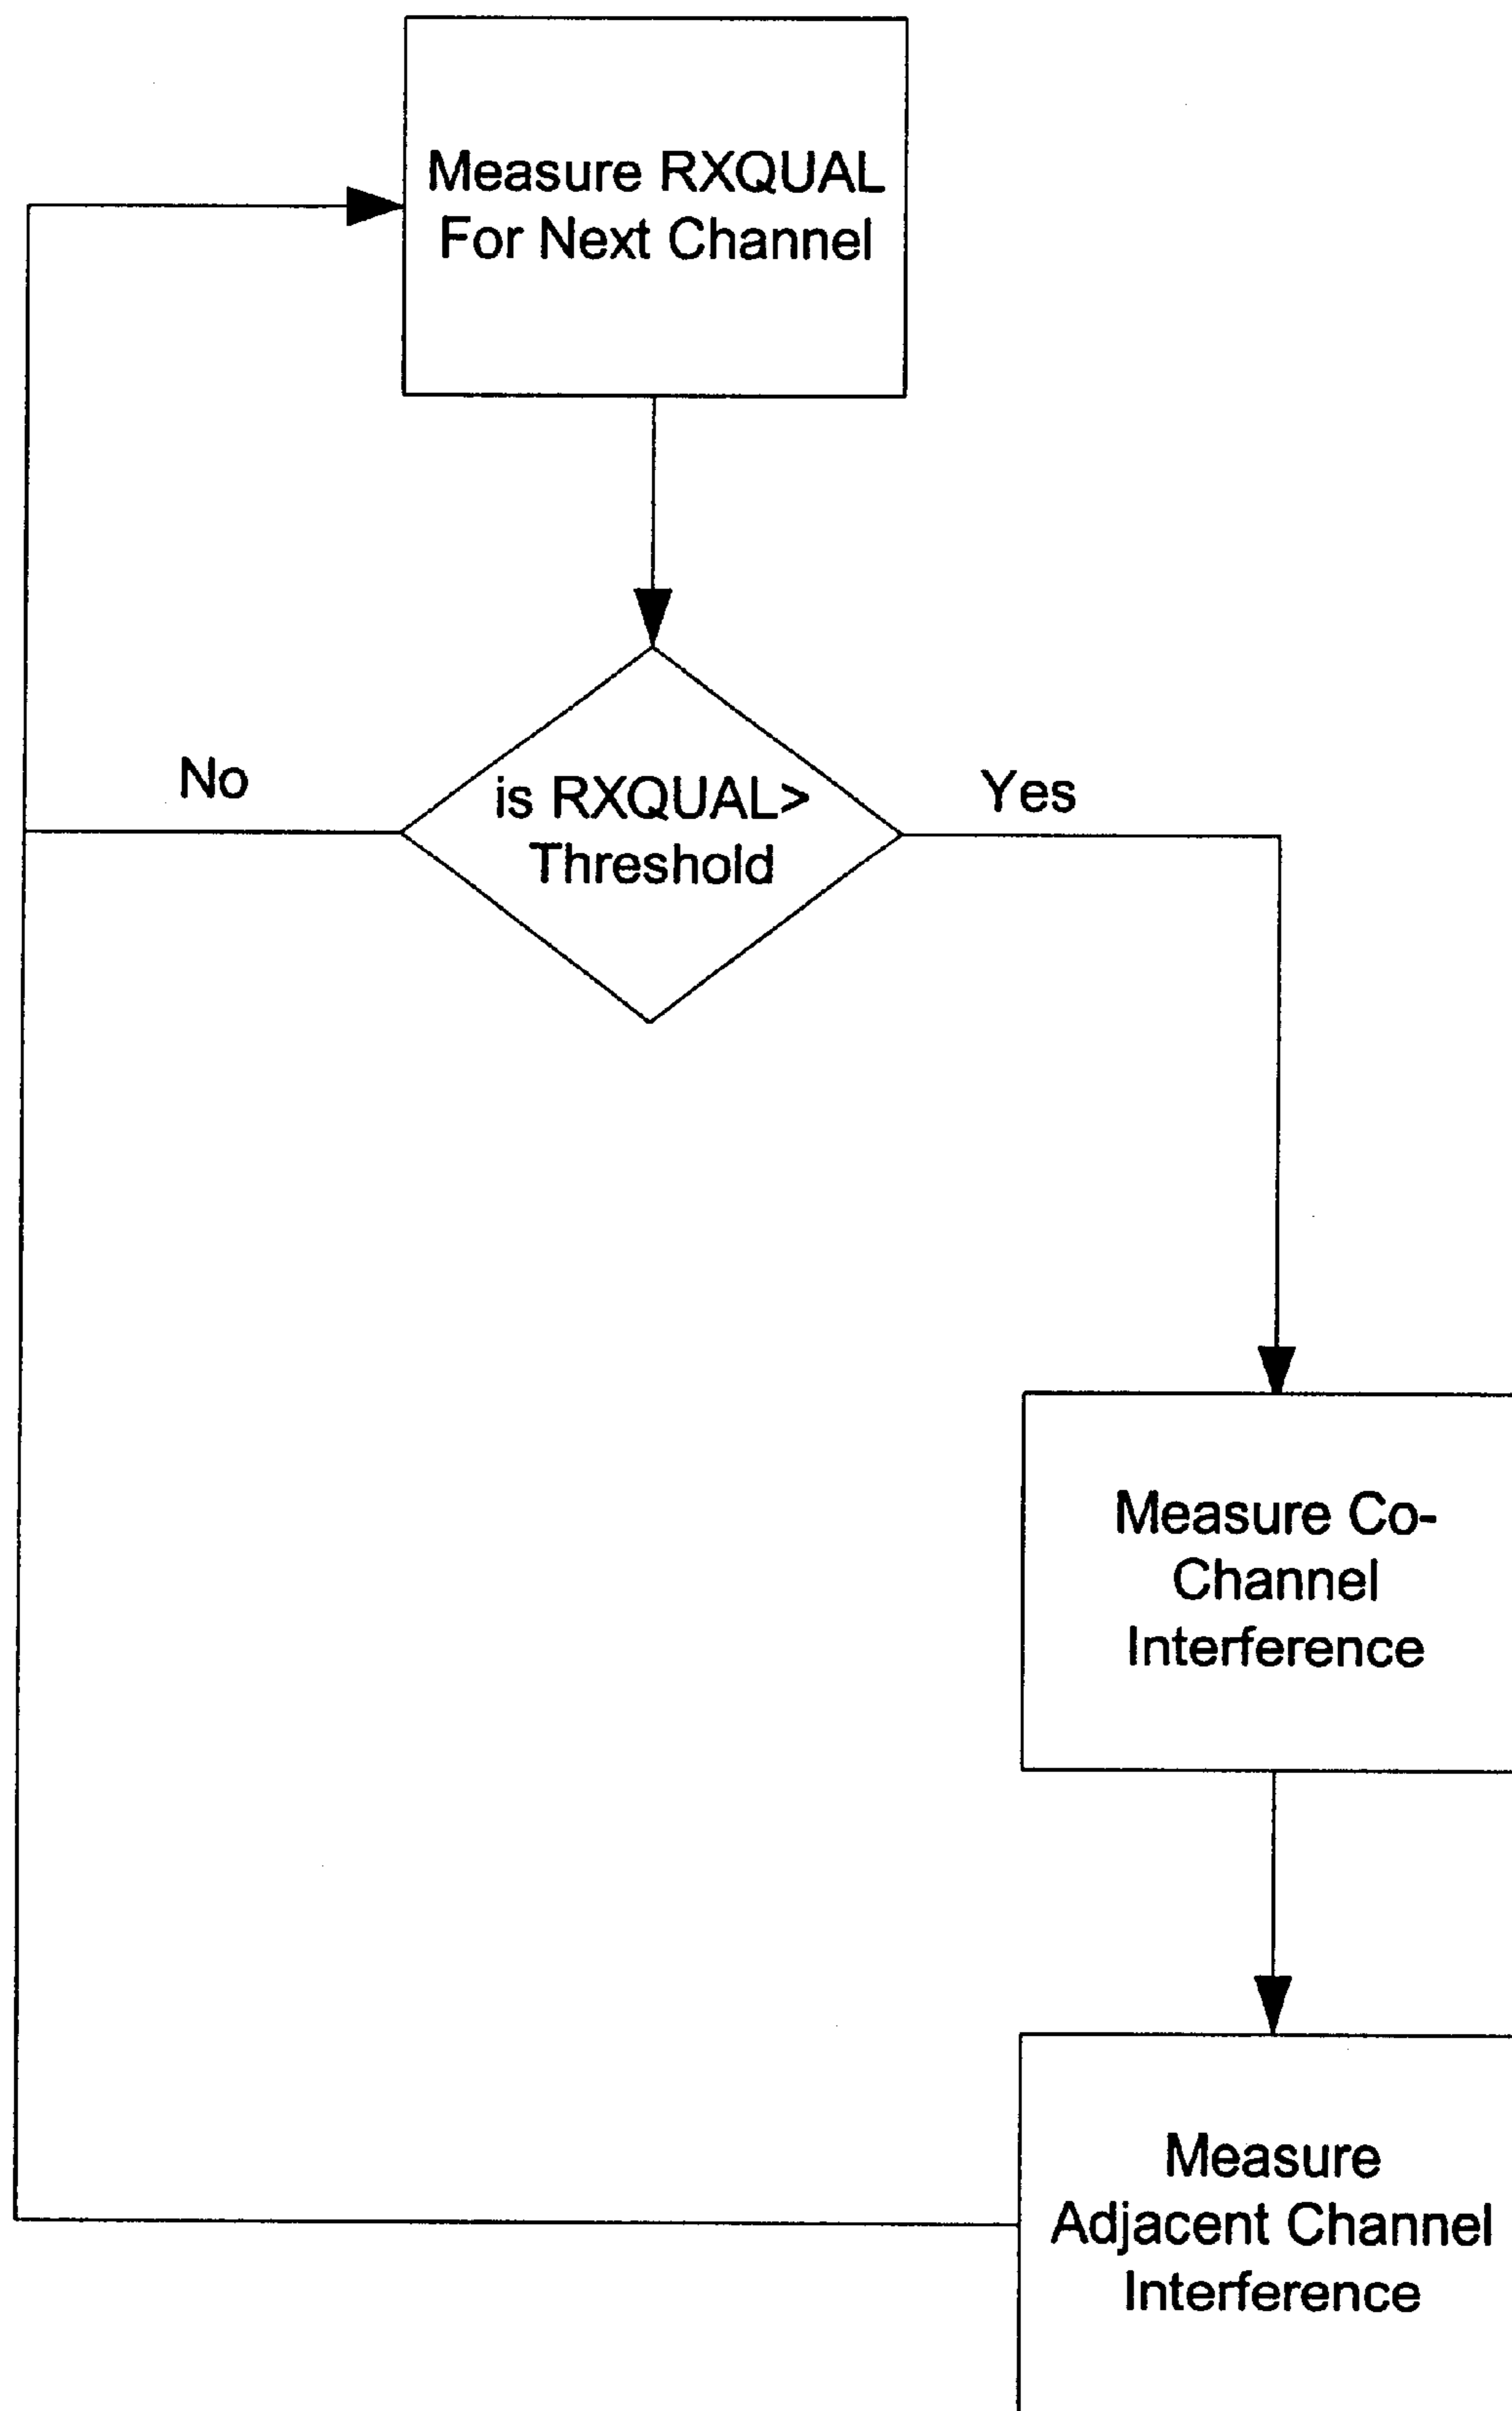 Measure RXQUAL
For Next Channel
No
is RXQUAL>
Threshold
Yes
Measure Co-
Channel
Interference
Measure
Adjacent Channel
Interference